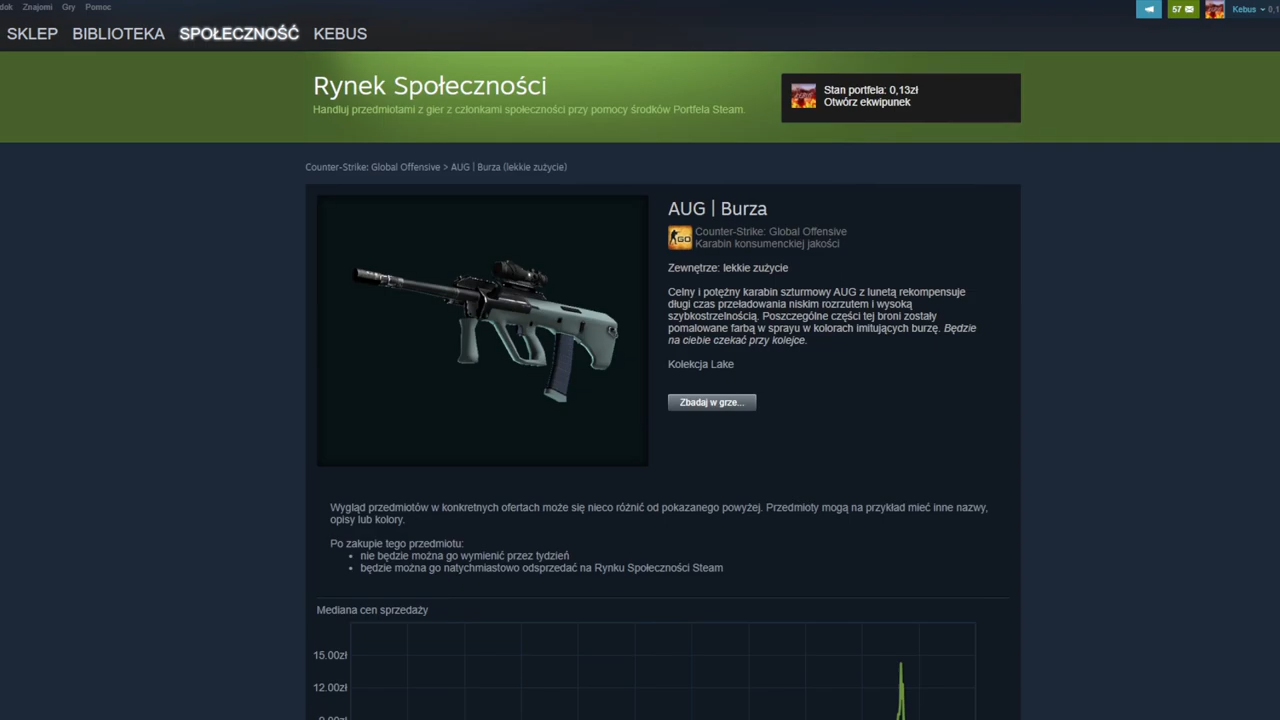 dok Znajomi Gry Pomoc
57 Kebus 0,1
SKLEP BIBLIOTEKA SPOŁECZNOŚĆ KEBUS
Rynek Społeczności
Handluj przedmiotami z gier z członkami społeczności przy pomocy środków Portfela Steam.
Stan portfela: 0,13zł
Otwórz ekwipunek
Counter-Strike: Global Offensive > AUG | Burza (lekkie zużycie)
AUG | Burza
GO
Counter-Strike: Global Offensive
Karabin konsumenckiej jakości
Zewnętrze: lekkie zużycie
Celny i potężny karabin szturmowy AUG z lunetą rekompensuje
długi czas przeładowania niskim rozrzutem i wysoką
szybkostrzelnością. Poszczególne części tej broni zostały
pomalowane farbą w sprayu w kolorach imitujących burzę. Będzie
na ciebie czekać przy kolejce.
Kolekcja Lake
Zbadaj w grze...
Wygląd przedmiotów w konkretnych ofertach może się nieco różnić od pokazanego powyżej. Przedmioty mogą na przykład mieć inne nazwy,
opisy lub kolory.
Po zakupie tego przedmiotu:
• nie będzie można go wymienić przez tydzień
• będzie można go natychmiastowo odsprzedać na Rynku Społeczności Steam
Mediana cen sprzedaży
15.00zł
12.00zł